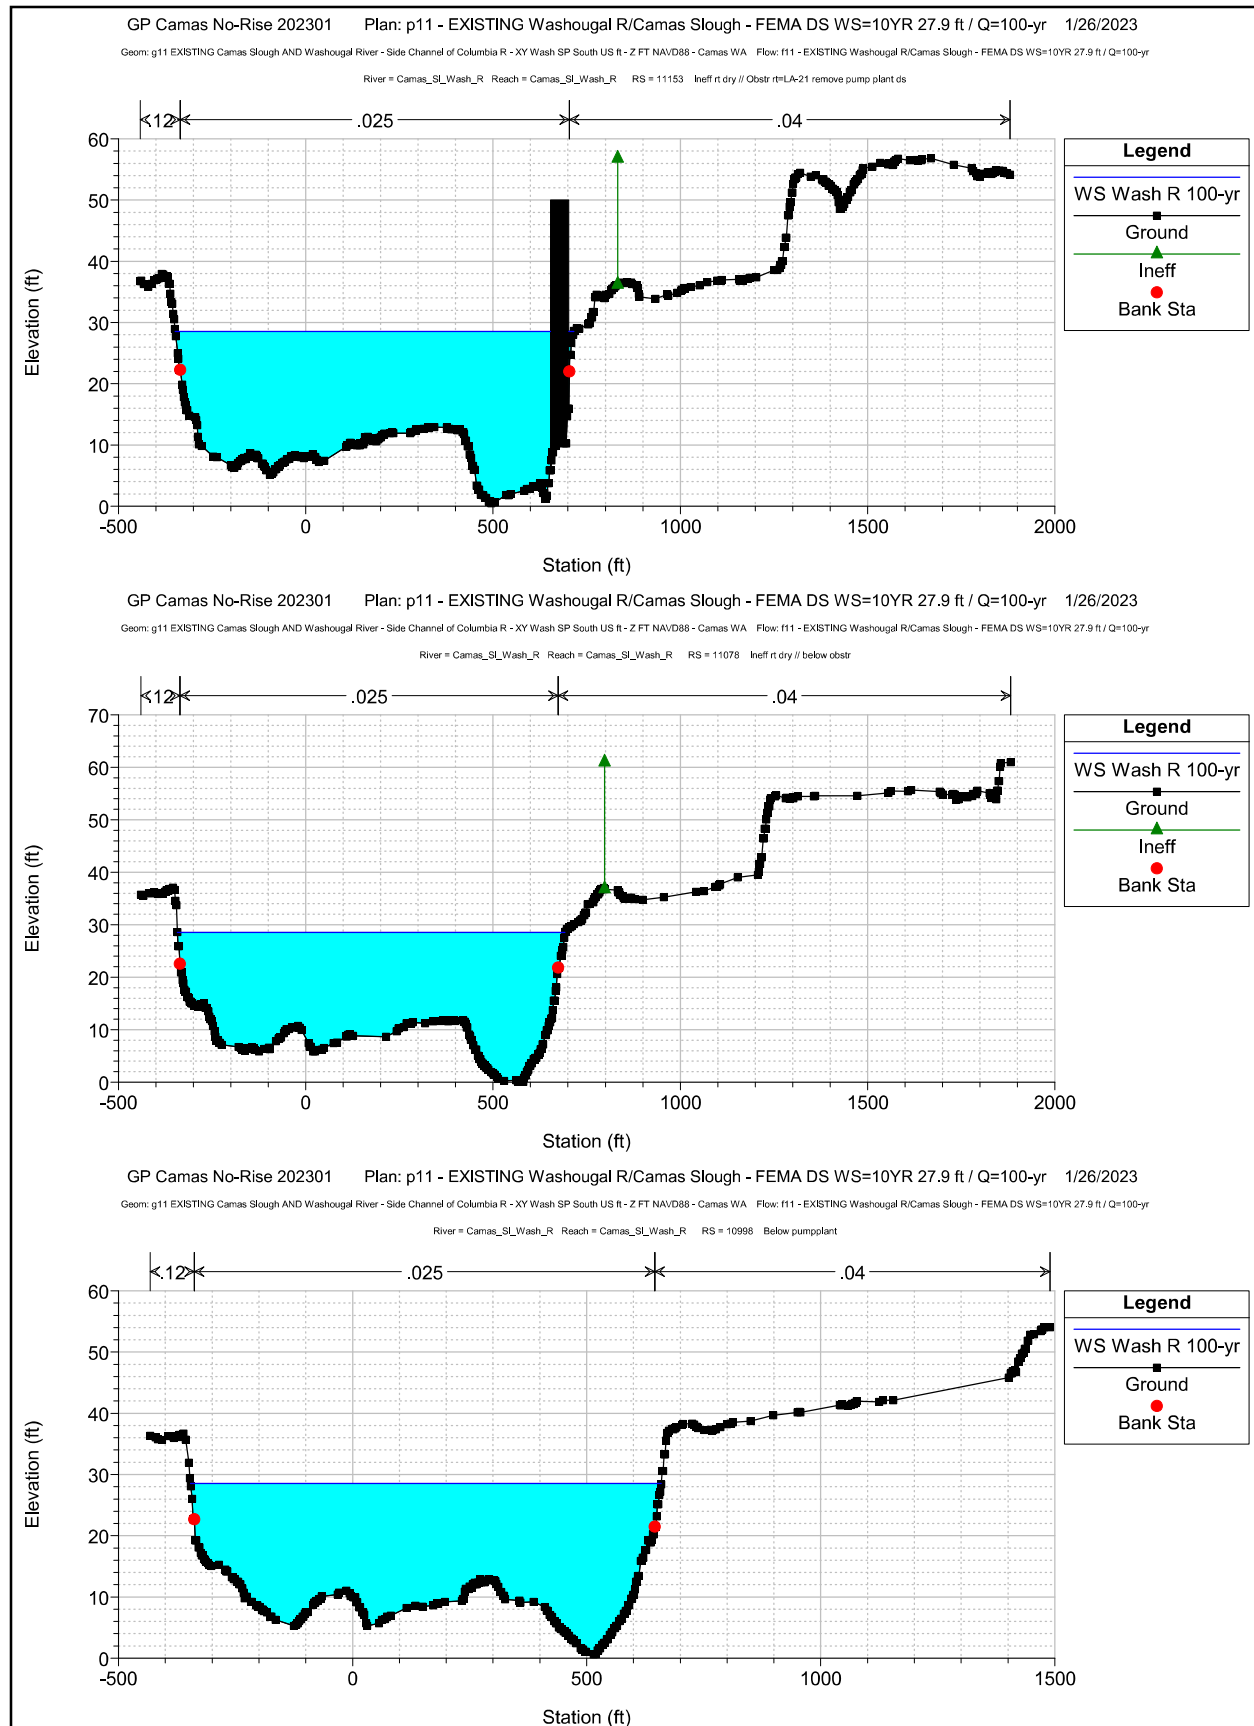 GP Camas No-Rise 202301 Plan: p11 - EXISTING Washougal R/Camas Slough - FEMA DS WS=10YR 27.9 ft / Q=100-yr 1/26/2023
Geom: g11 EXISTING Camas Slough AND Washougal River - Side Channel of Columbia R - XY Wash SP South US ft - Z FT NAVD88 - Camas WA Flow: f11 - EXISTING Washougal R/Camas Slough - FEMA DS WS=10YR 27.9 ft / Q=100-yr
River = Camas_Sl_Wash_R Reach = Camas_Sl_Wash_R RS = 11153 Ineff rt dry // Obstr rt=LA-21 remove pump plant ds
.12 .025 .04
60
50
40
30
20
10
0
Elevation (ft)
-500 0 500 1000 1500 2000
Station (ft)
Legend
WS Wash R 100-yr
Ground
Ineff
Bank Sta
GP Camas No-Rise 202301 Plan: p11 - EXISTING Washougal R/Camas Slough - FEMA DS WS=10YR 27.9 ft / Q=100-yr 1/26/2023
Geom: g11 EXISTING Camas Slough AND Washougal River - Side Channel of Columbia R - XY Wash SP South US ft - Z FT NAVD88 - Camas WA Flow: f11 - EXISTING Washougal R/Camas Slough - FEMA DS WS=10YR 27.9 ft / Q=100-yr
River = Camas_Sl_Wash_R Reach = Camas_Sl_Wash_R RS = 11078 Ineff rt dry // below obstr
.12 .025 .04
70
60
50
40
30
20
10
0
Elevation (ft)
-500 0 500 1000 1500 2000
Station (ft)
Legend
WS Wash R 100-yr
Ground
Ineff
Bank Sta
GP Camas No-Rise 202301 Plan: p11 - EXISTING Washougal R/Camas Slough - FEMA DS WS=10YR 27.9 ft / Q=100-yr 1/26/2023
Geom: g11 EXISTING Camas Slough AND Washougal River - Side Channel of Columbia R - XY Wash SP South US ft - Z FT NAVD88 - Camas WA Flow: f11 - EXISTING Washougal R/Camas Slough - FEMA DS WS=10YR 27.9 ft / Q=100-yr
River = Camas_Sl_Wash_R Reach = Camas_Sl_Wash_R RS = 10998 Below pumpplant
.12 .025 .04
60
50
40
30
20
10
0
Elevation (ft)
-500 0 500 1000 1500
Station (ft)
Legend
WS Wash R 100-yr
Ground
Bank Sta